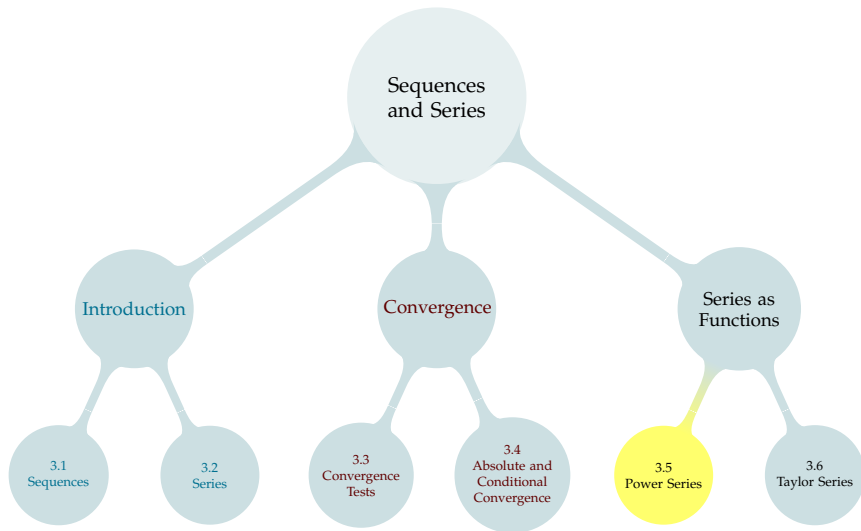 Sequences
and Series
Introduction
Convergence
Series as
Functions
3.1
Sequences
3.2
Series
3.3
Convergence
Tests
3.4
Absolute and
Conditional
Convergence
3.5
Power Series
3.6
Taylor Series